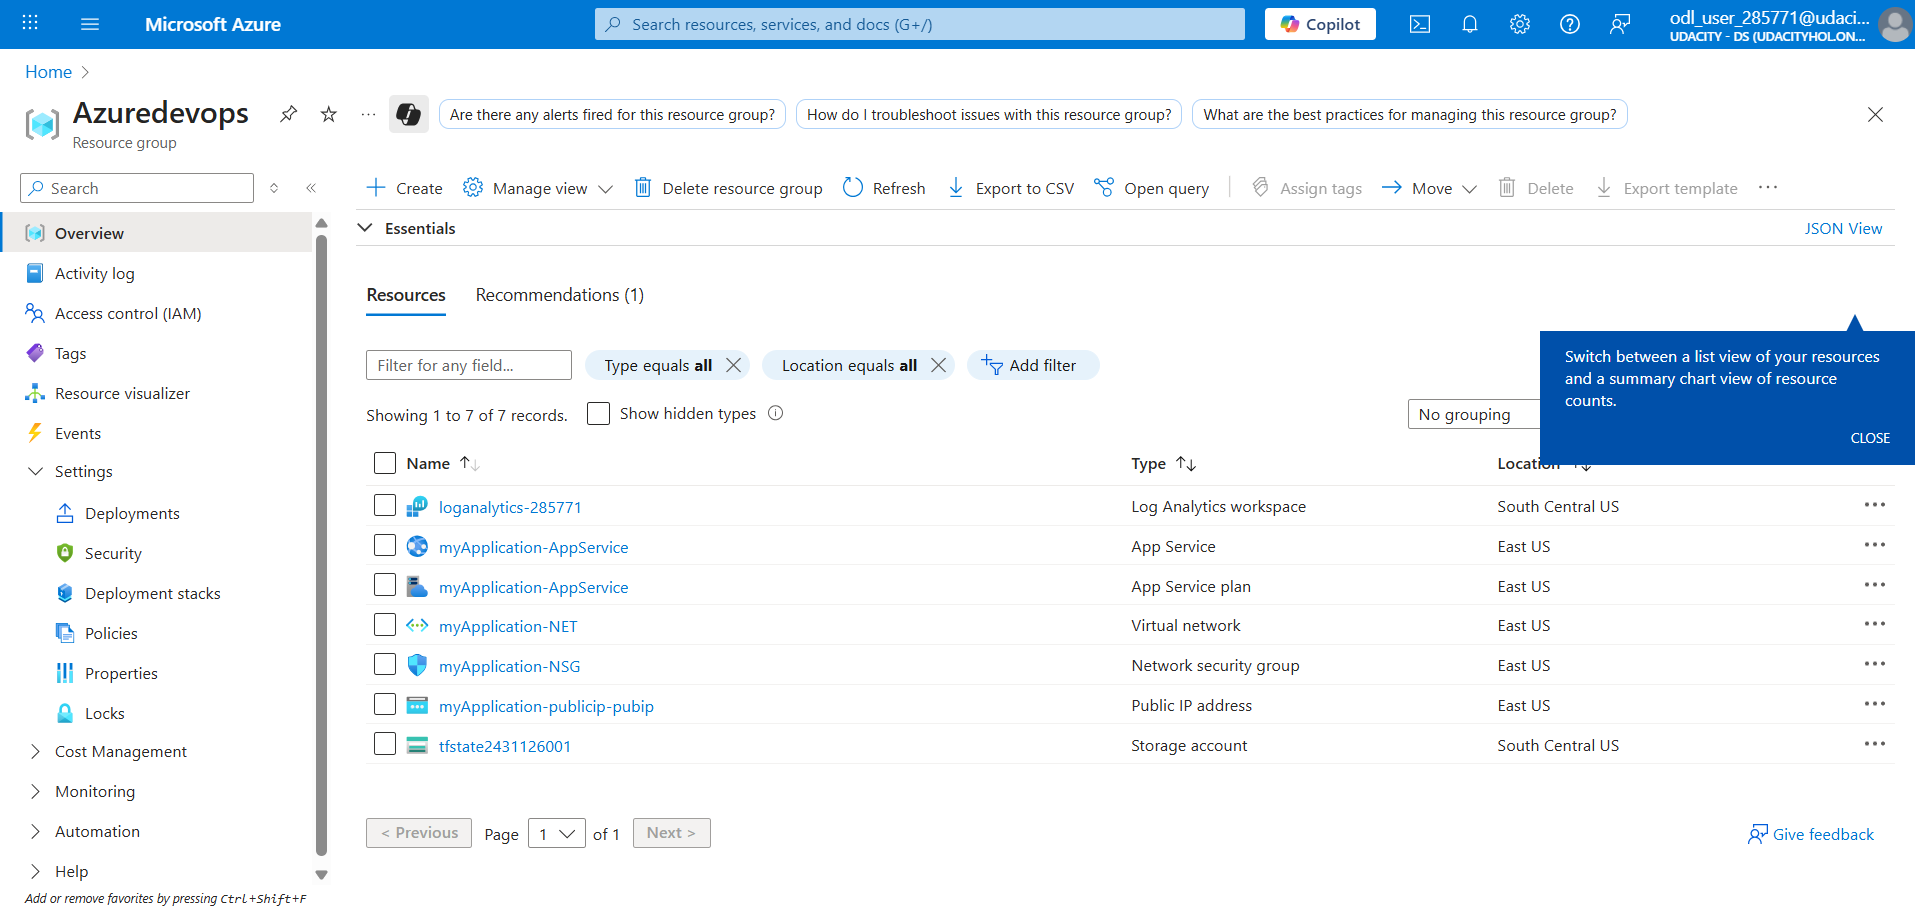 Microsoft Azure
Search resources, services, and docs (G+/)
Copilot
odl_user_285771@udaci...
UDACITY - DS (UDACITYHOL.ON...
Home
Azuredevops
Resource group
Are there any alerts fired for this resource group?
How do I troubleshoot issues with this resource group?
What are the best practices for managing this resource group?
Search
Create
Manage view
Delete resource group
Refresh
Export to CSV
Open query
Assign tags
Move
Delete
Export template
Overview
Activity log
Access control (IAM)
Tags
Resource visualizer
Events
Settings
Deployments
Security
Deployment stacks
Policies
Properties
Locks
Cost Management
Monitoring
Automation
Help
Add or remove favorites by pressing Ctrl+Shift+F
Essentials
JSON View
Resources
Recommendations (1)
Filter for any field...
Type equals all
Location equals all
Add filter
Switch between a list view of your resources
and a summary chart view of resource
counts.
CLOSE
Showing 1 to 7 of 7 records.
Show hidden types
No grouping
Name
Type
Location
loganalytics-285771
Log Analytics workspace
South Central US
myApplication-AppService
App Service
East US
myApplication-AppService
App Service plan
East US
myApplication-NET
Virtual network
East US
myApplication-NSG
Network security group
East US
myApplication-publicip-pubip
Public IP address
East US
tfstate2431126001
Storage account
South Central US
< Previous
Page
1
of 1
Next >
Give feedback